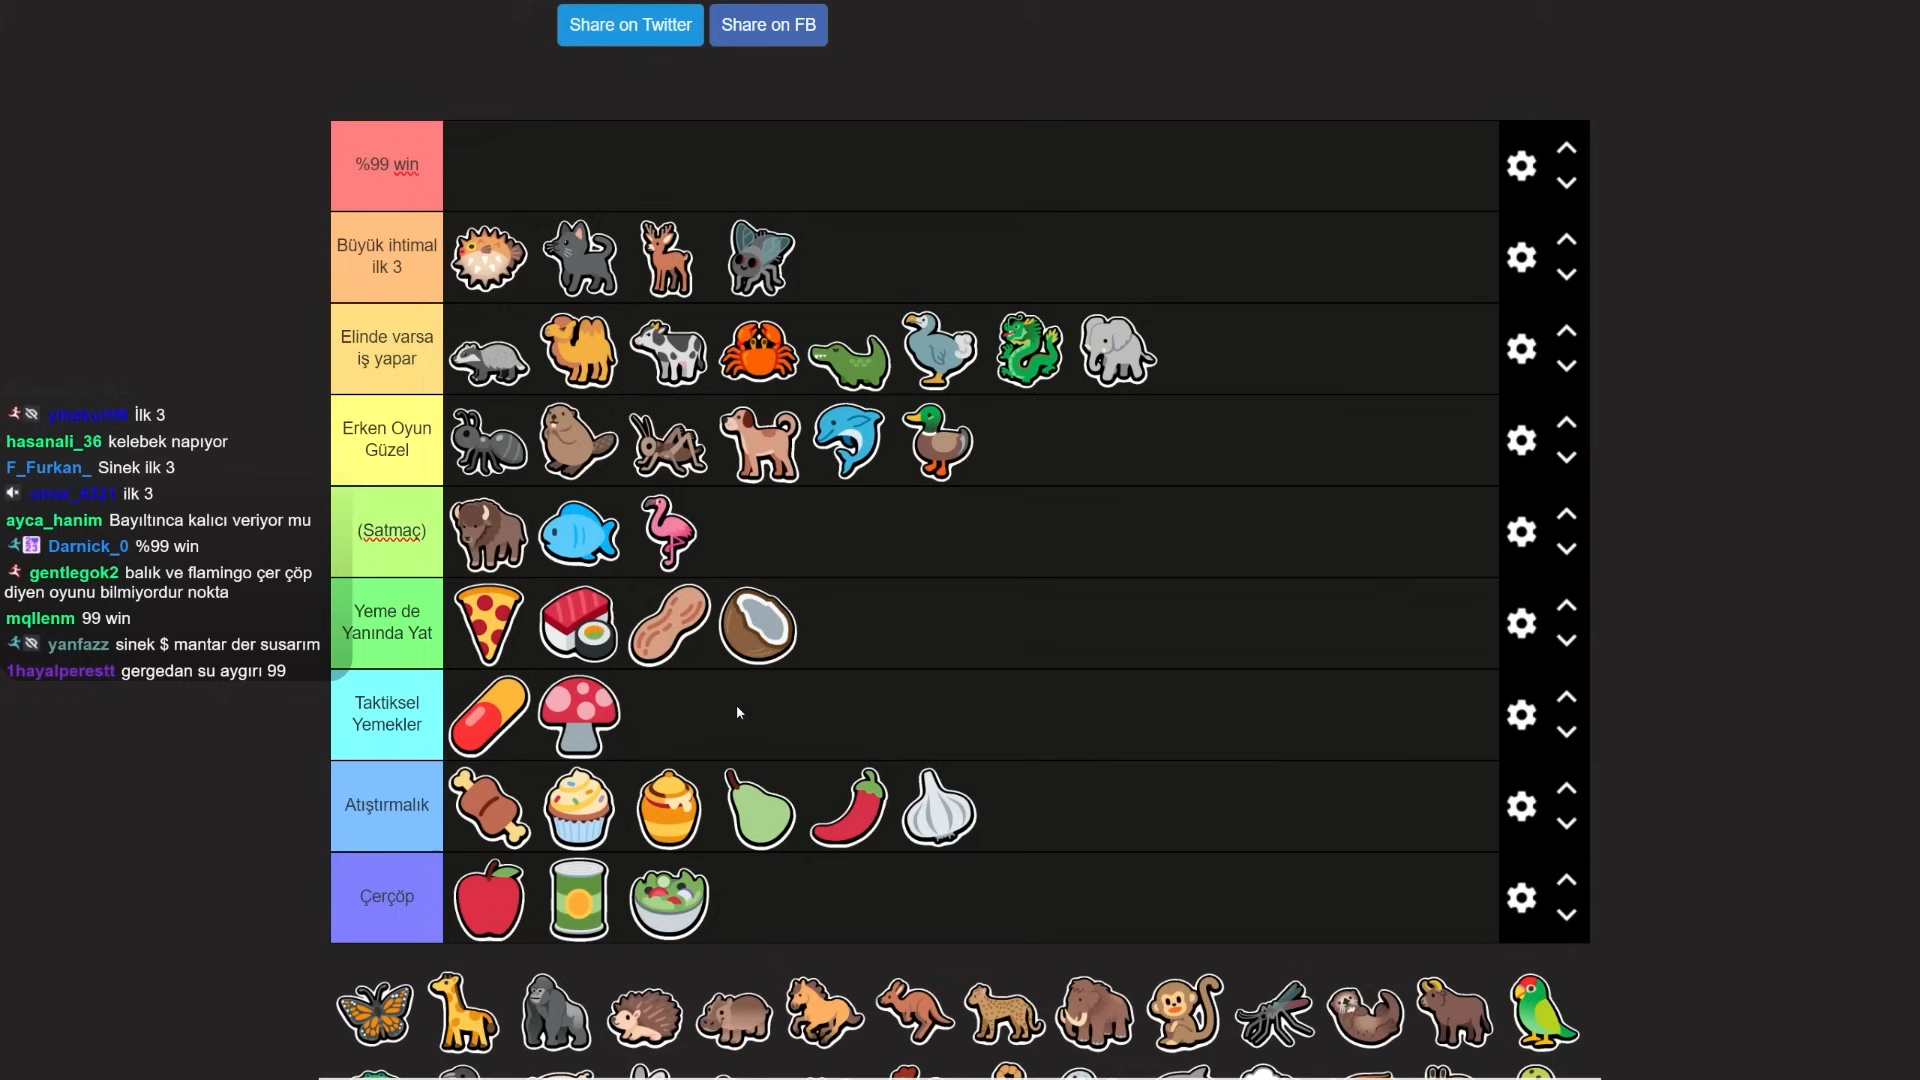 Share on Twitter
Share on FB
%99 win
Büyük ihtimal
ilk 3
Elinde varsa
iş yapar
Erken Oyun
Güzel
(Satmaç)
Yeme de
Yanında Yat
Taktiksel
Yemekler
Atıştırmalık
Çerçöp
İlk 3
hasanali_36 kelebek napıyor
F_Furkan_ Sinek ilk 3
ilk 3
ayca_hanim Bayıltınca kalıcı veriyor mu
Darnick_0 %99 win
gentlegok2 balık ve flamingo çer çöp
diyen oyunu bilmiyordur nokta
mqllenm 99 win
yanfazz sinek $ mantar der susarım
1hayalperestt gergedan su aygırı 99